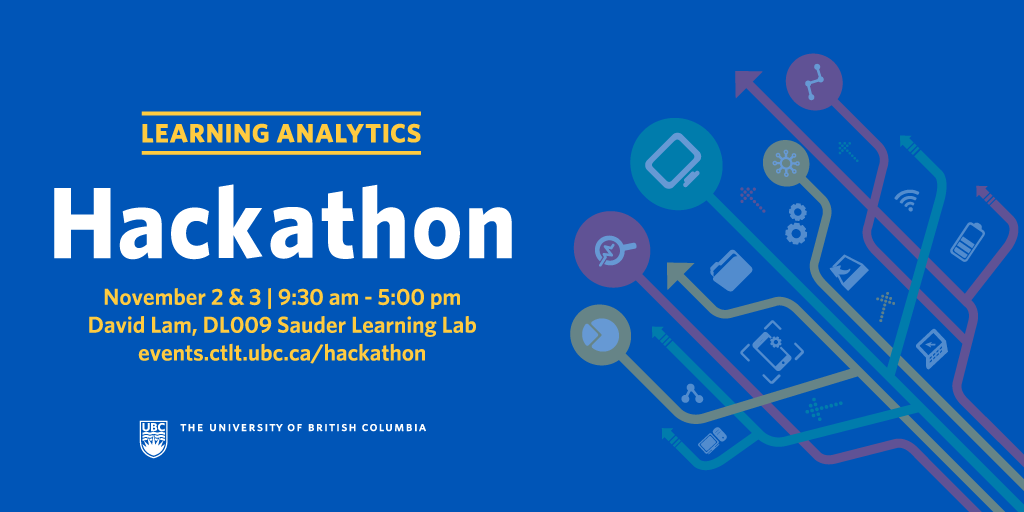 LEARNING ANALYTICS
Hackathon
November 2 & 3 | 9:30 am - 5:00 pm
David Lam, DL009 Sauder Learning Lab
events.ctlt.ubc.ca/hackathon
UBC
THE UNIVERSITY OF BRITISH COLUMBIA